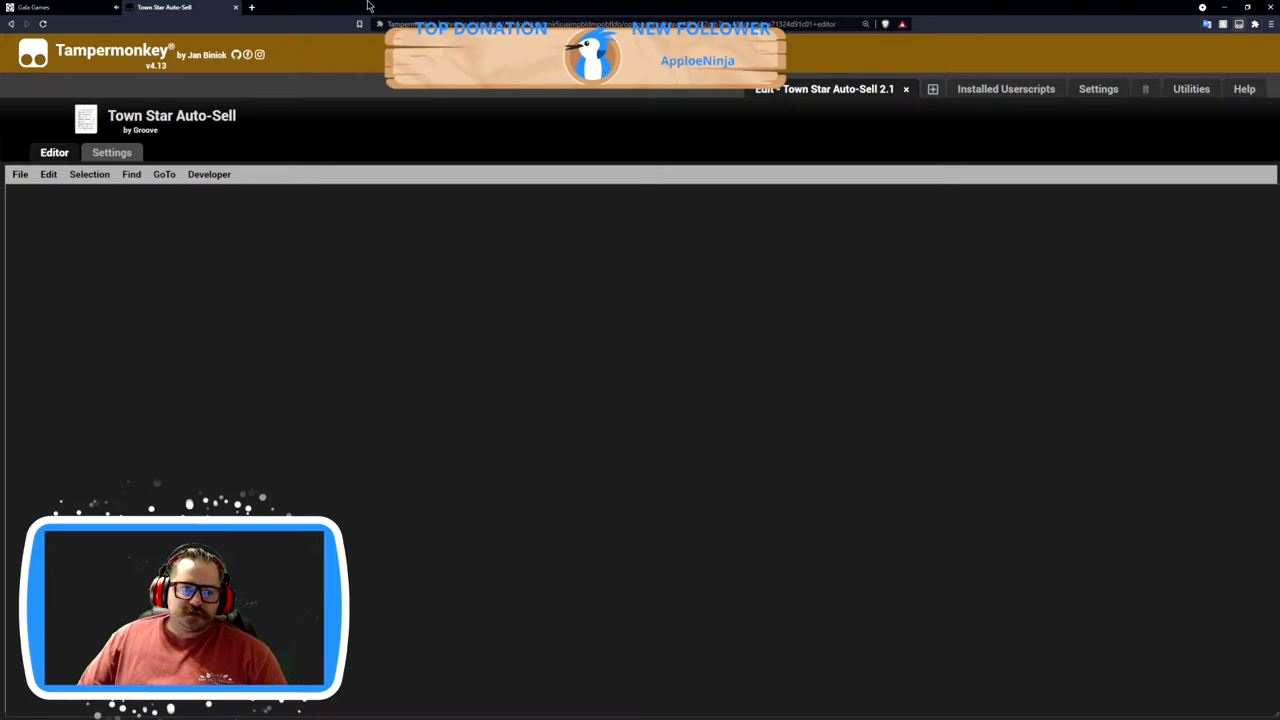 Gala Games
Town Star Auto-Sell
TOP DONATION
NEW FOLLOWER
ApploeNinja
Tampermonkey® by Jan Biniok
v4.13
Edit - Town Star Auto-Sell 2.1
Installed Userscripts
Settings
Utilities
Help
Town Star Auto-Sell
by Groove
Editor
Settings
File Edit Selection Find GoTo Developer